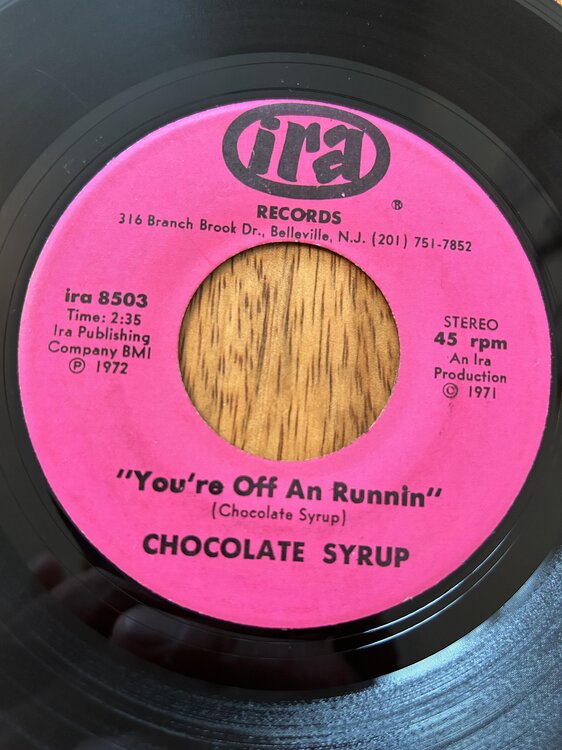 ira
®
RECORDS
316 Branch Brook Dr., Belleville, N.J. (201) 751-7852
ira 8503
Time: 2:35
Ira Publishing
Company BMI
Ⓟ 1972
STEREO
45 rpm
An Ira
Production
© 1971
"You're Off An Runnin"
(Chocolate Syrup)
CHOCOLATE SYRUP